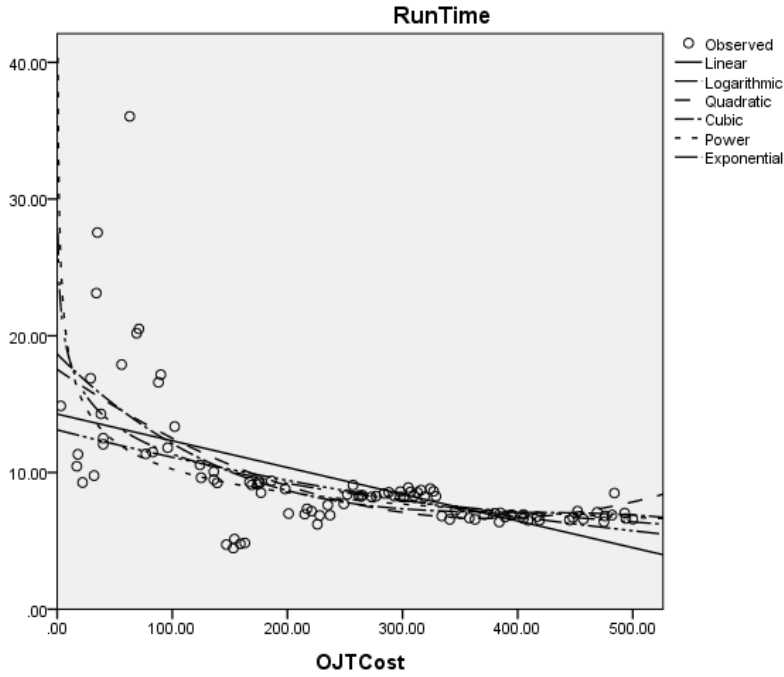 RunTime
Observed
Linear
Logarithmic
Quadratic
Cubic
Power
Exponential
40.00
30.00
20.00
10.00
.00
.00 100.00 200.00 300.00 400.00 500.00
OJTCost